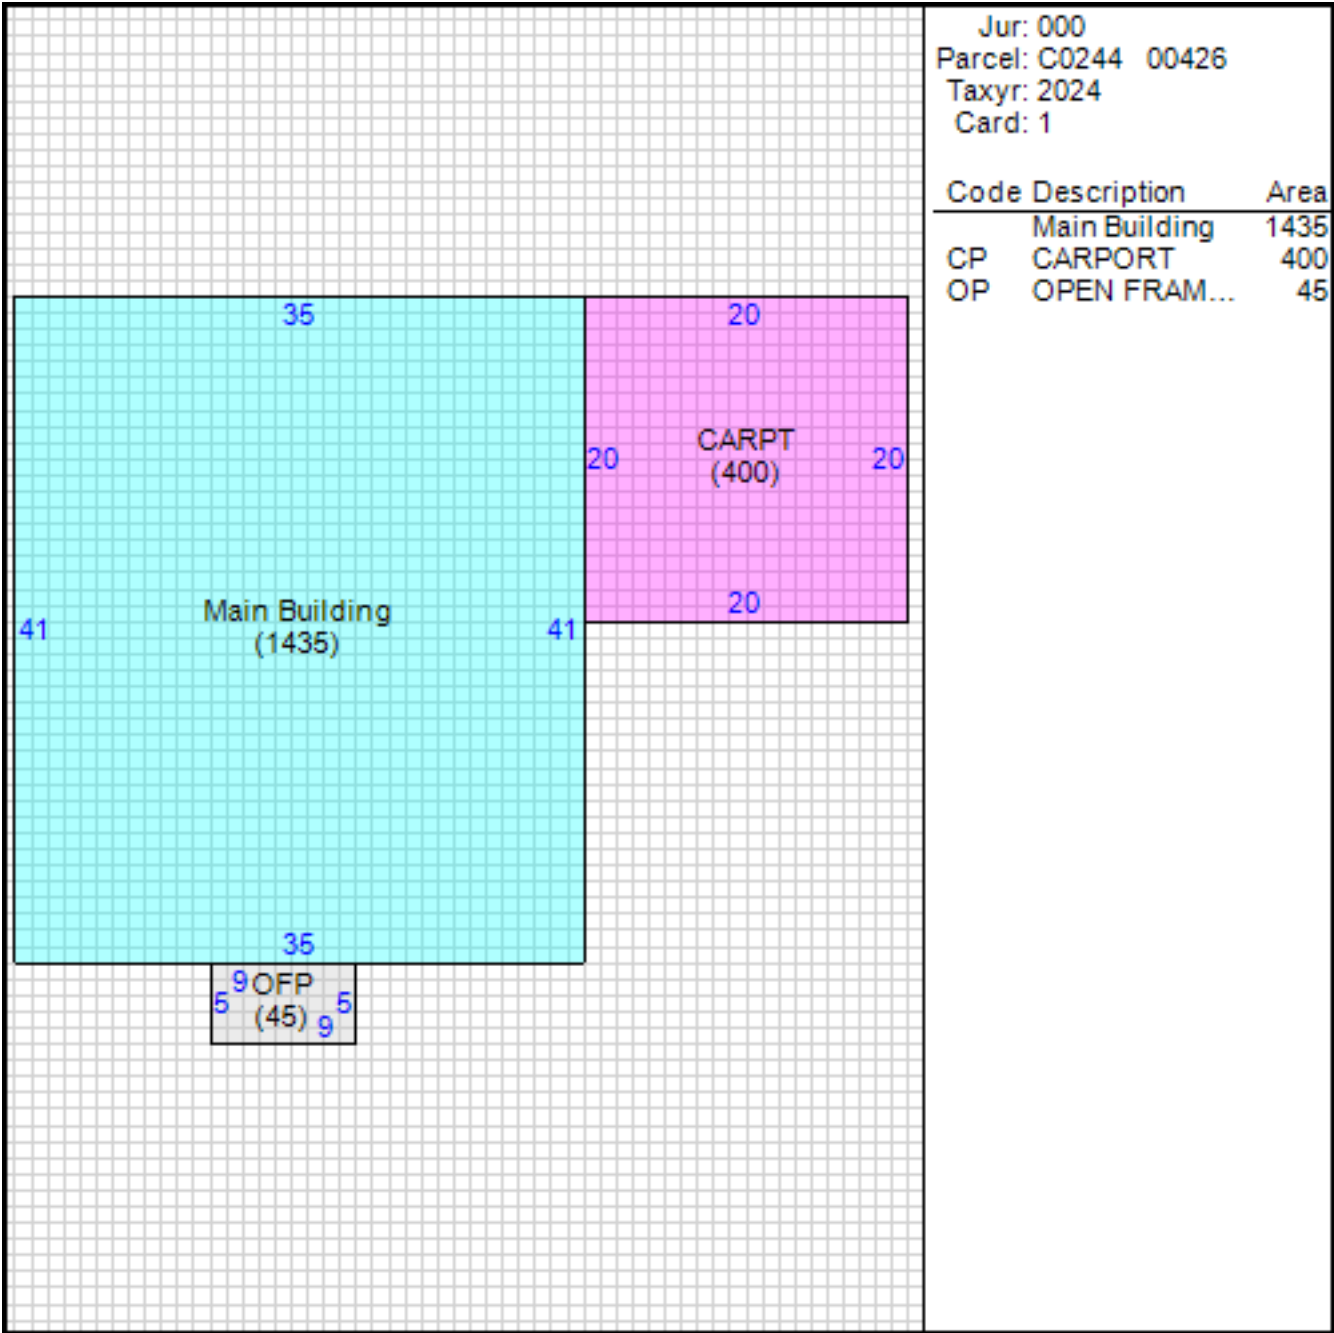 Jur: 000
Parcel: C0244 00426
Taxyr: 2024
Card: 1
Code Description Area
Main Building 1435
CP CARPORT 400
OP OPEN FRAM... 45
35
20
CARPT
(400)
20
20
20
Main Building
(1435)
41
41
35
9
OFP
(45)
5
5
9